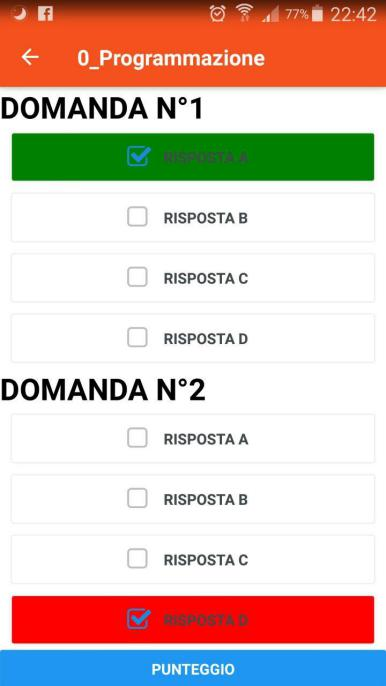 77% 22:42
0_Programmazione
DOMANDA N°1
RISPOSTA A
RISPOSTA B
RISPOSTA C
RISPOSTA D
DOMANDA N°2
RISPOSTA A
RISPOSTA B
RISPOSTA C
RISPOSTA D
PUNTEGGIO